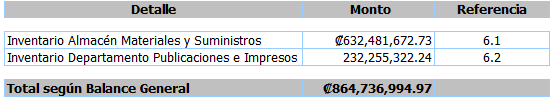 Detalle Monto Referencia
Inventario Almacén Materiales y Suministros ₡632,481,672.73 6.1
Inventario Departamento Publicaciones e Impresos 232,255,322.24 6.2
Total según Balance General ₡864,736,994.97